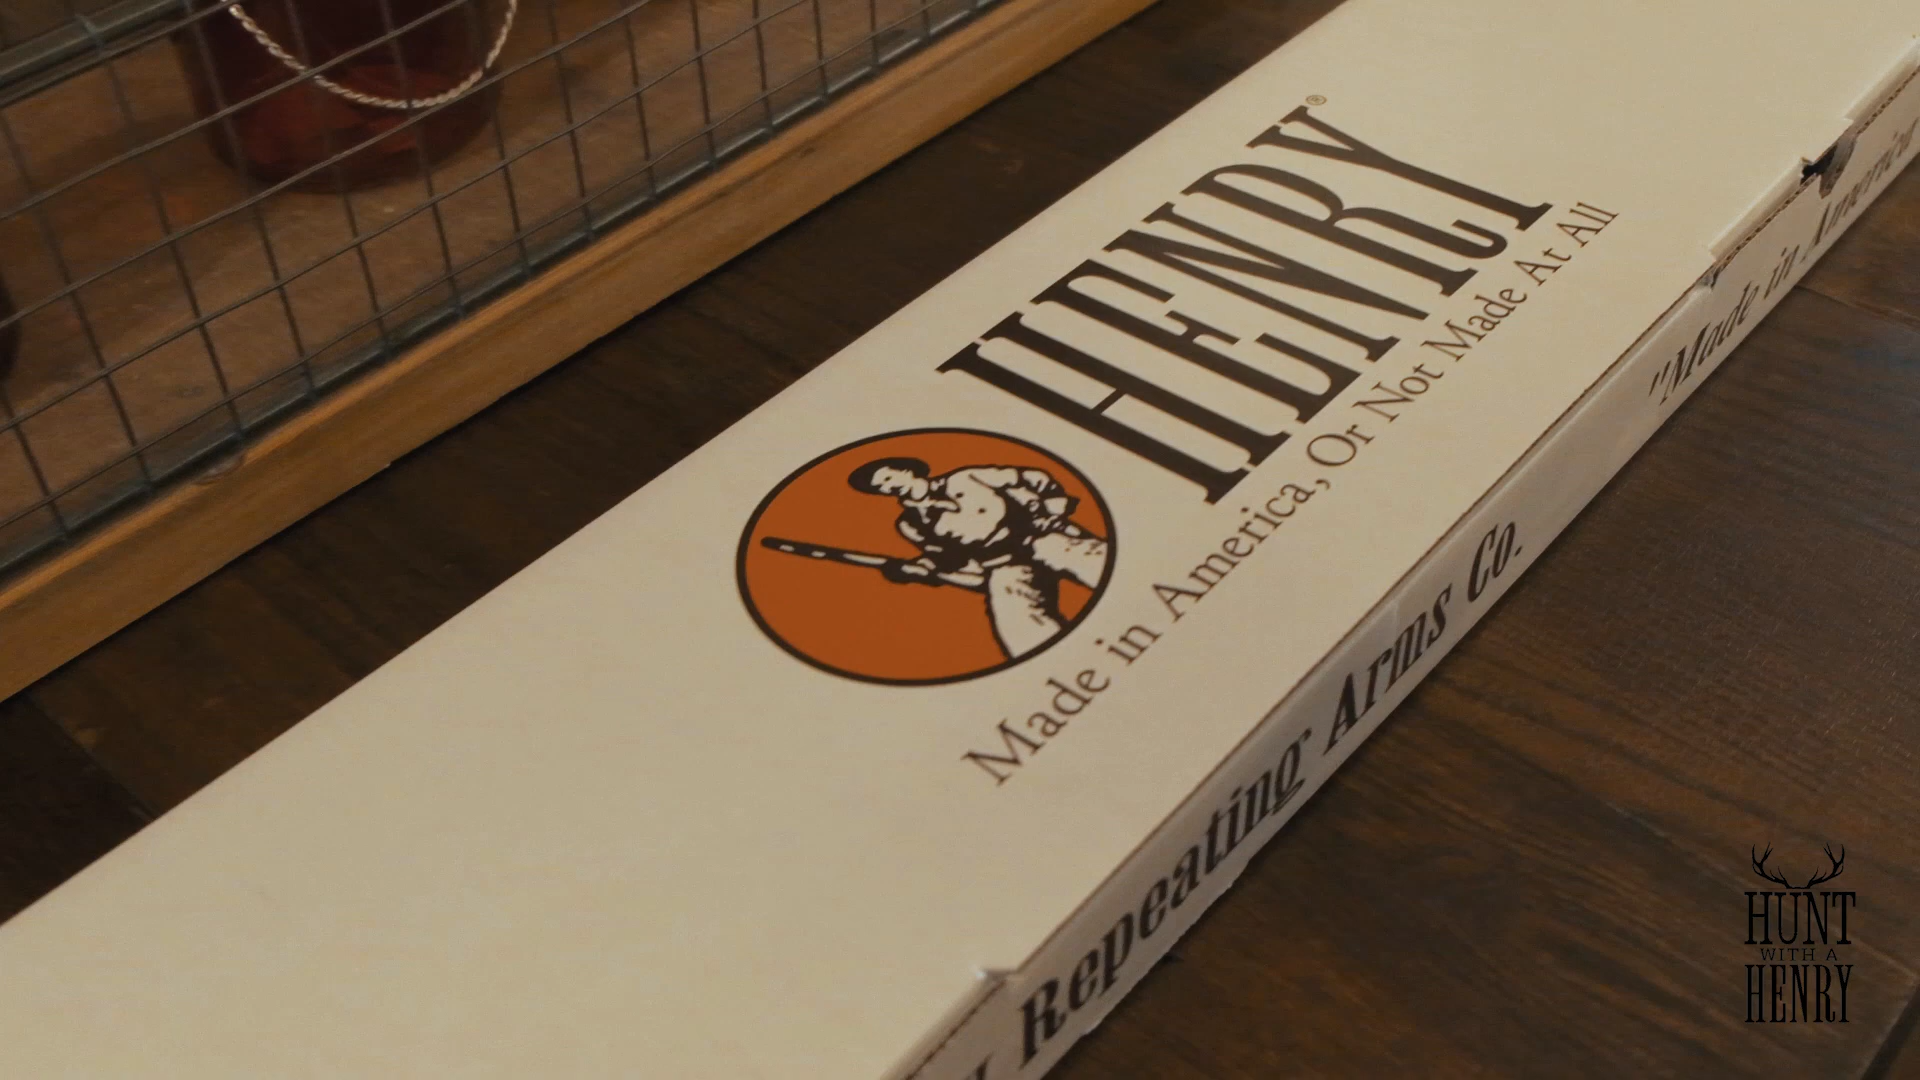 HENRY®
Made in America, Or Not Made At All
Repeating Arms Co.
"Made in America
HUNT
WITH A
HENRY